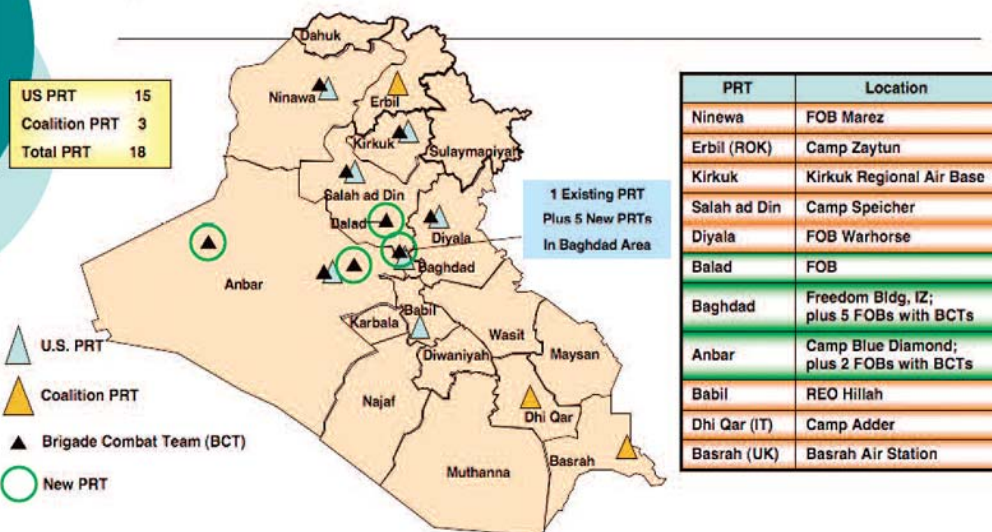 US PRT 15
Coalition PRT 3
Total PRT 18
Dahuk
Ninawa
Erbil
Kirkuk
Sulaymaniyah
Salah ad Din
Balad
Diyala
Baghdad
Anbar
Karbala
Babil
Wasit
Diwaniyah
Maysan
Najaf
Dhi Qar
Muthanna
Basrah
1 Existing PRT
Plus 5 New PRTs
In Baghdad Area
U.S. PRT
Coalition PRT
Brigade Combat Team (BCT)
New PRT
PRT Location
Ninewa FOB Marez
Erbil (ROK) Camp Zaytun
Kirkuk Kirkuk Regional Air Base
Salah ad Din Camp Speicher
Diyala FOB Warhorse
Balad FOB
Baghdad Freedom Bldg, IZ;
plus 5 FOBs with BCTs
Anbar Camp Blue Diamond;
plus 2 FOBs with BCTs
Babil REO Hillah
Dhi Qar (IT) Camp Adder
Basrah (UK) Basrah Air Station